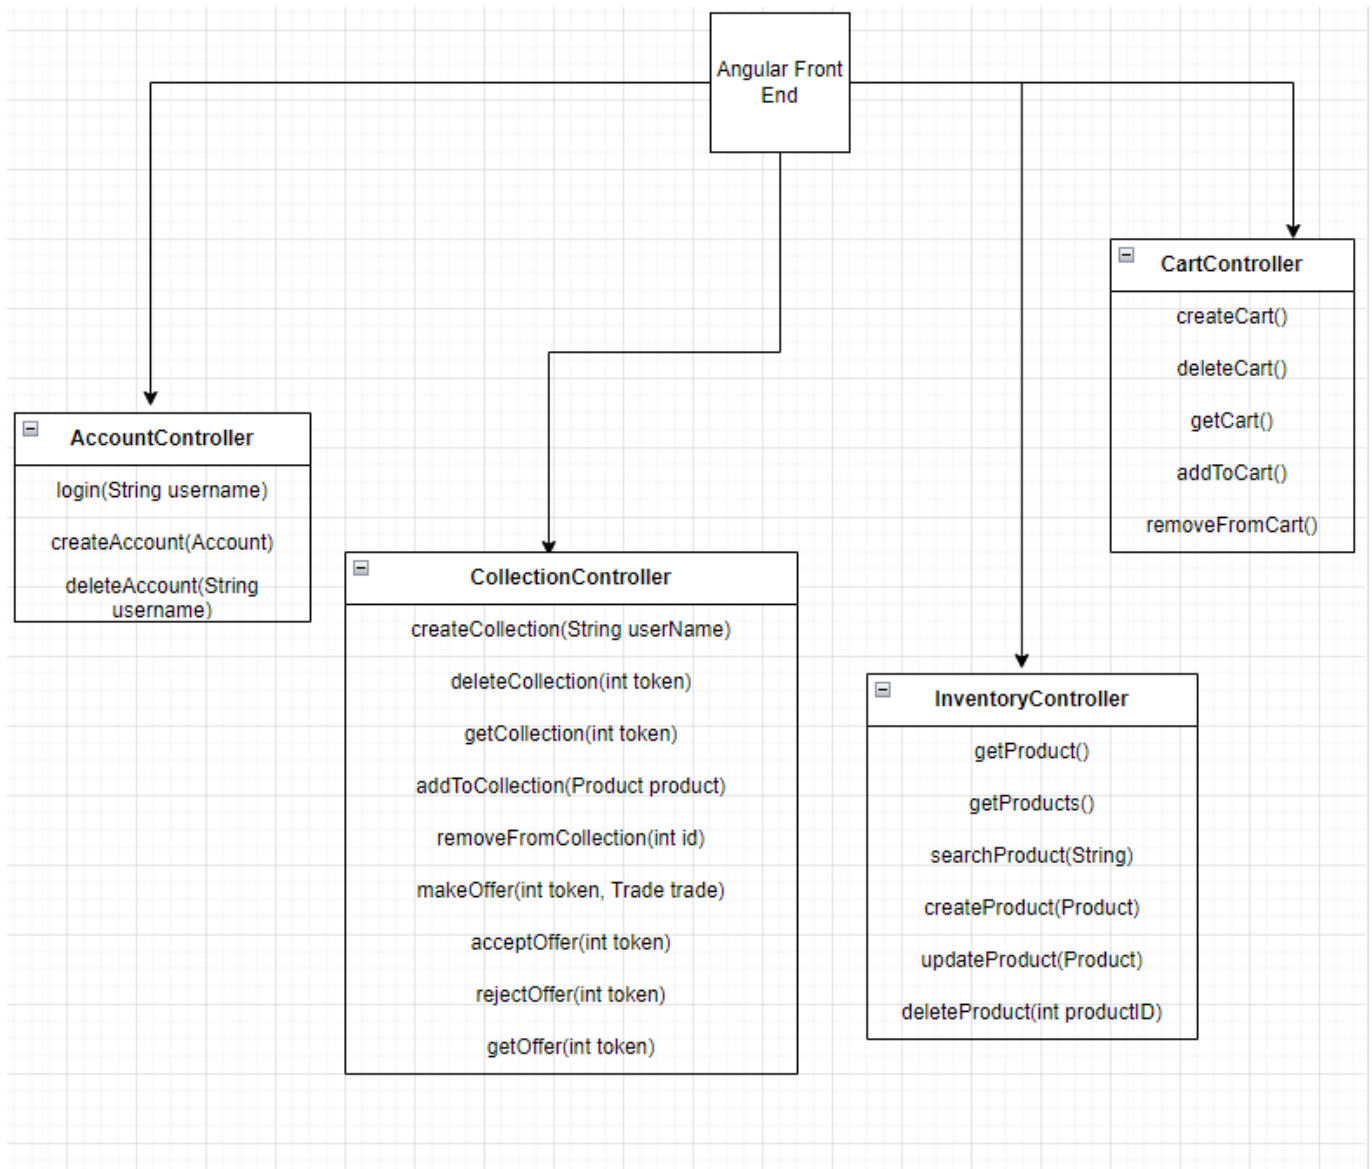 Angular Front
End
CartController
createCart()
deleteCart()
getCart()
addToCart()
removeFromCart()
AccountController
login(String username)
createAccount(Account)
deleteAccount(String
username)
CollectionController
createCollection(String userName)
deleteCollection(int token)
getCollection(int token)
addToCollection(Product product)
removeFromCollection(int id)
makeOffer(int token, Trade trade)
acceptOffer(int token)
rejectOffer(int token)
getOffer(int token)
InventoryController
getProduct()
getProducts()
searchProduct(String)
createProduct(Product)
updateProduct(Product)
deleteProduct(int productID)